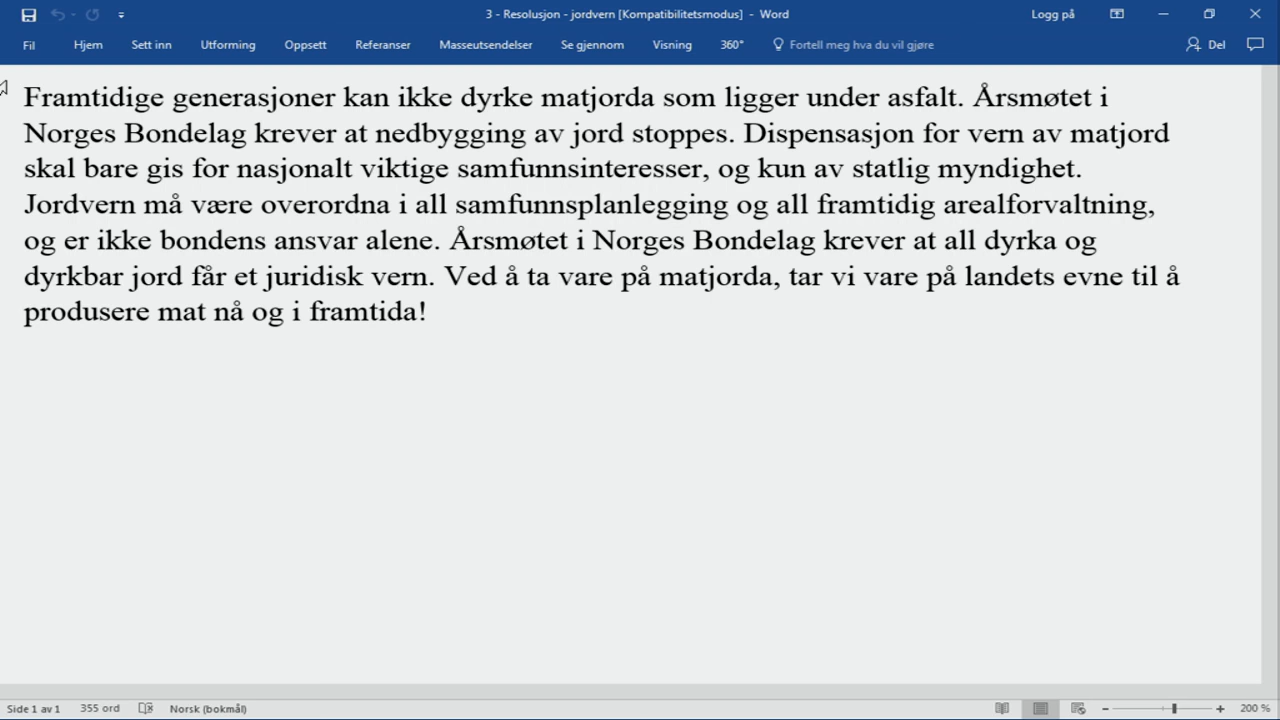 3 - Resolusjon - jordvern [Kompatibilitetsmodus] - Word
Logg på
Fil Hjem Sett inn Utforming Oppsett Referanser Masseutsendelser Se gjennom Visning 360° Fortell meg hva du vil gjøre Del
Framtidige generasjoner kan ikke dyrke matjorda som ligger under asfalt. Årsmøtet i
Norges Bondelag krever at nedbygging av jord stoppes. Dispensasjon for vern av matjord
skal bare gis for nasjonalt viktige samfunnsinteresser, og kun av statlig myndighet.
Jordvern må være overordna i all samfunnsplanlegging og all framtidig arealforvaltning,
og er ikke bondens ansvar alene. Årsmøtet i Norges Bondelag krever at all dyrka og
dyrkbar jord får et juridisk vern. Ved å ta vare på matjorda, tar vi vare på landets evne til å
produsere mat nå og i framtida!
Side 1 av 1 355 ord Norsk (bokmål) 200 %